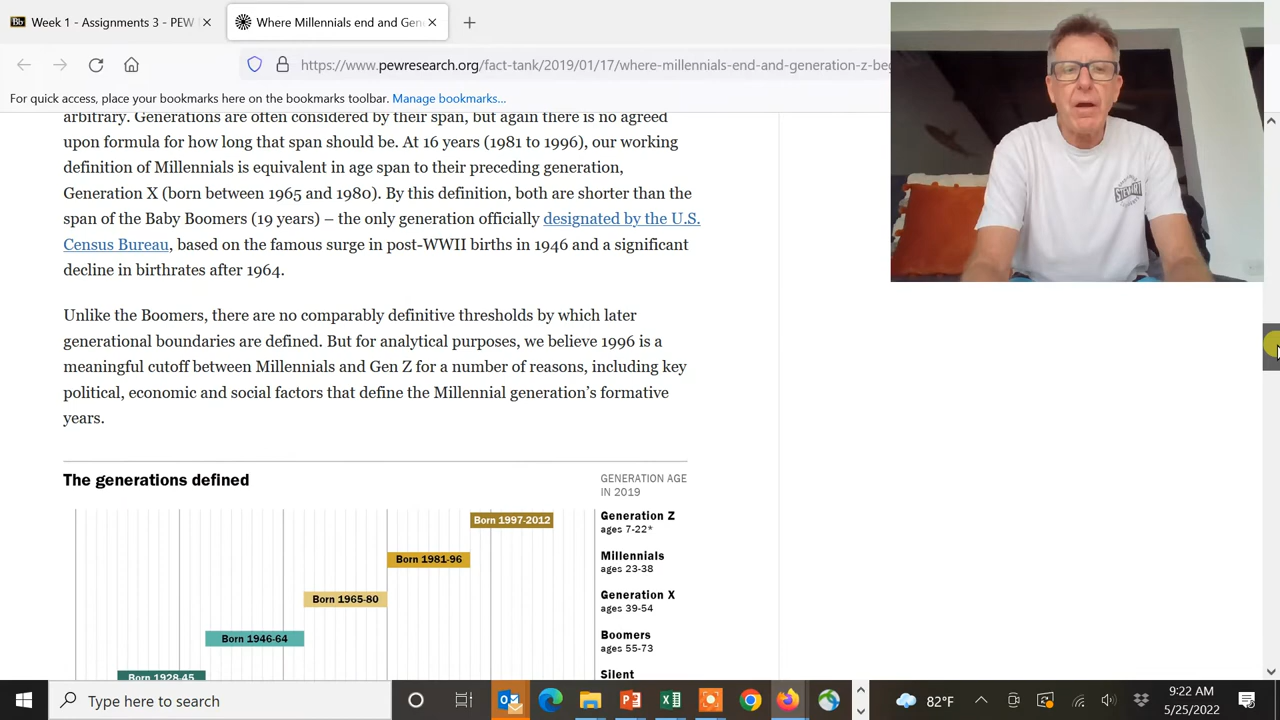 Week 1 - Assignments 3 - PEW
Where Millennials end and Gen
https://www.pewresearch.org/fact-tank/2019/01/17/where-millennials-end-and-generation-z-beg
For quick access, place your bookmarks here on the bookmarks toolbar. Manage bookmarks...
arbitrary. Generations are often considered by their span, but again there is no agreed
upon formula for how long that span should be. At 16 years (1981 to 1996), our working
definition of Millennials is equivalent in age span to their preceding generation,
Generation X (born between 1965 and 1980). By this definition, both are shorter than the
span of the Baby Boomers (19 years) – the only generation officially designated by the U.S.
Census Bureau, based on the famous surge in post-WWII births in 1946 and a significant
decline in birthrates after 1964.
Unlike the Boomers, there are no comparably definitive thresholds by which later
generational boundaries are defined. But for analytical purposes, we believe 1996 is a
meaningful cutoff between Millennials and Gen Z for a number of reasons, including key
political, economic and social factors that define the Millennial generation's formative
years.
The generations defined
GENERATION AGE
IN 2019
Born 1997-2012
Generation Z
ages 7-22*
Born 1981-96
Millennials
ages 23-38
Born 1965-80
Generation X
ages 39-54
Born 1946-64
Boomers
ages 55-73
Born 1928-45
Silent
STEWART
Type here to search
82°F
9:22 AM
5/25/2022